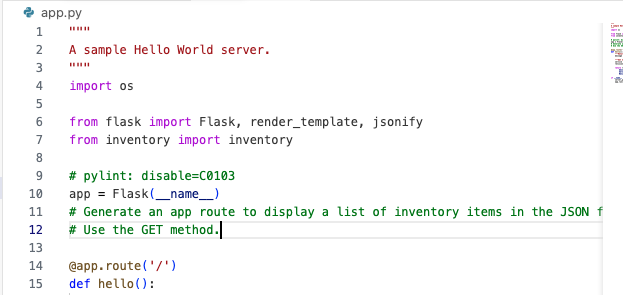 app.py
1 """
2 A sample Hello World server.
3 """
4 import os
5
6 from flask import Flask, render_template, jsonify
7 from inventory import inventory
8
9 # pylint: disable=C0103
10 app = Flask(__name__)
11 # Generate an app route to display a list of inventory items in the JSON f
12 # Use the GET method.
13
14 @app.route('/')
15 def hello():